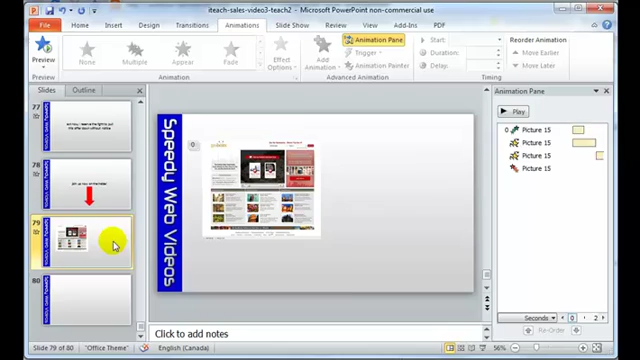 iteach-sales-video3-teach2 - Microsoft PowerPoint non-commercial use
File Home Insert Design Transitions Animations Slide Show Review View Add-Ins PDF
Preview None Multiple Appear Fade Effect Options Add Animation Animation Pane Trigger Animation Painter Start: Duration: Delay: Reorder Animation Move Earlier Move Later
Preview Animation Advanced Animation Timing
Slides Outline
77
78
79
80
Speedy Web Videos
0
Click to add notes
Animation Pane
Play
0 Picture 15
Picture 15
Picture 15
Picture 15
Seconds 0 2
Re-Order
Slide 79 of 80 "Office Theme" English (Canada) 56%